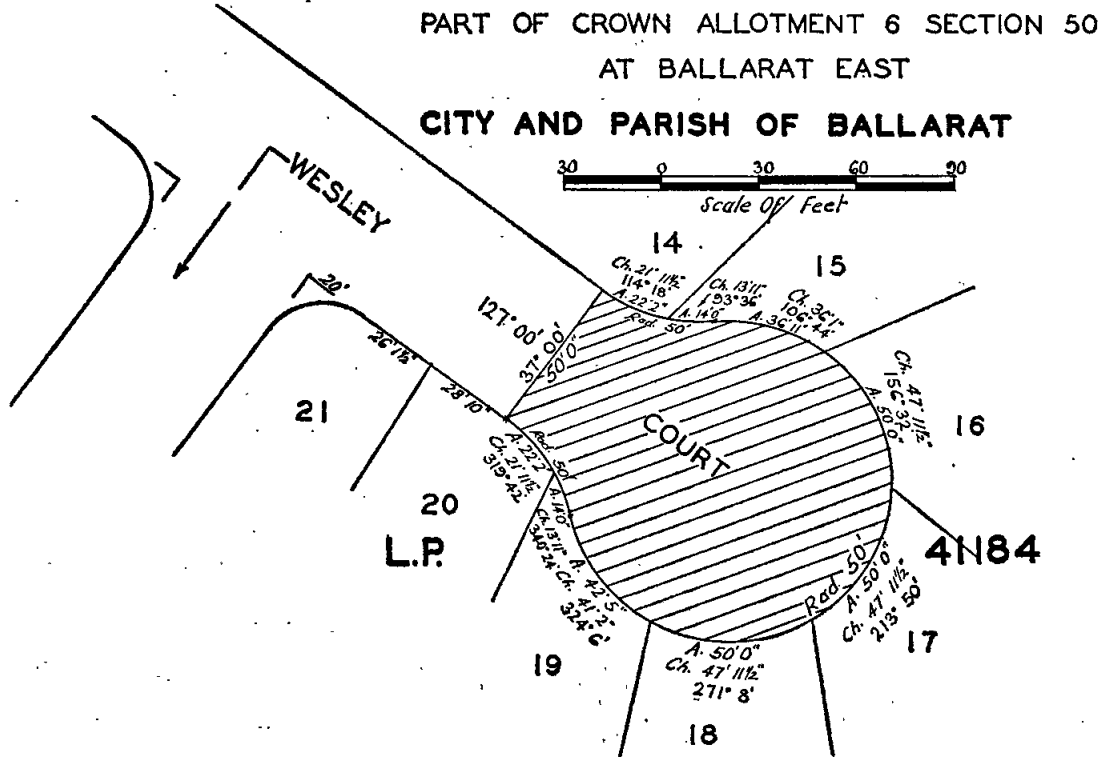 PART OF CROWN ALLOTMENT 6 SECTION 50
AT BALLARAT EAST
CITY AND PARISH OF BALLARAT
30 0 30 60 90
Scale Of Feet
WESLEY
COURT
14
Ch. 21' 11½"
114° 18'
A. 22'2"
Rad. 50'
15
Ch. 13'11"
193°36'
A. 14'0"
Ch. 36'1"
106° 44'
A. 36'11"
16
Ch. 47' 11½"
156° 32'
A. 50'0"
127° 00'
37° 00'
50'0"
20'
26'1½"
28'10"
21
20
Rad. 50'
A. 22'2"
Ch. 21'11½"
319°42'
A. 14'0"
Ch. 13'11"
340°24'
A. 42'5"
Ch. 41'2"
324°6'
L.P.
4N84
Rad. 50'
A. 50'0"
Ch. 47' 11½"
213° 50'
17
19
A. 50'0"
Ch. 47' 11½"
271° 8'
18